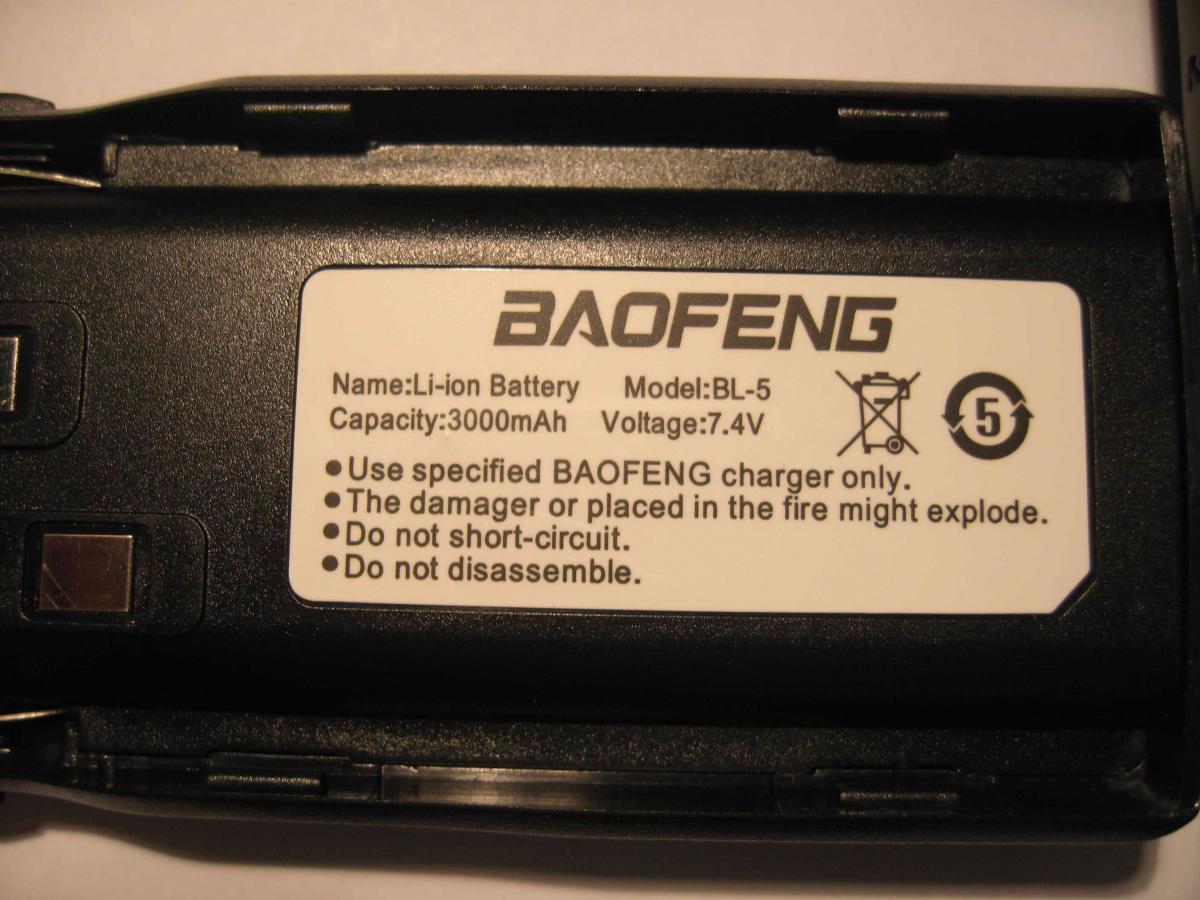 BAOFENG
Name:Li-ion Battery Model:BL-5
Capacity:3000mAh Voltage:7.4V
5
●Use specified BAOFENG charger only.
●The damager or placed in the fire might explode.
●Do not short-circuit.
●Do not disassemble.